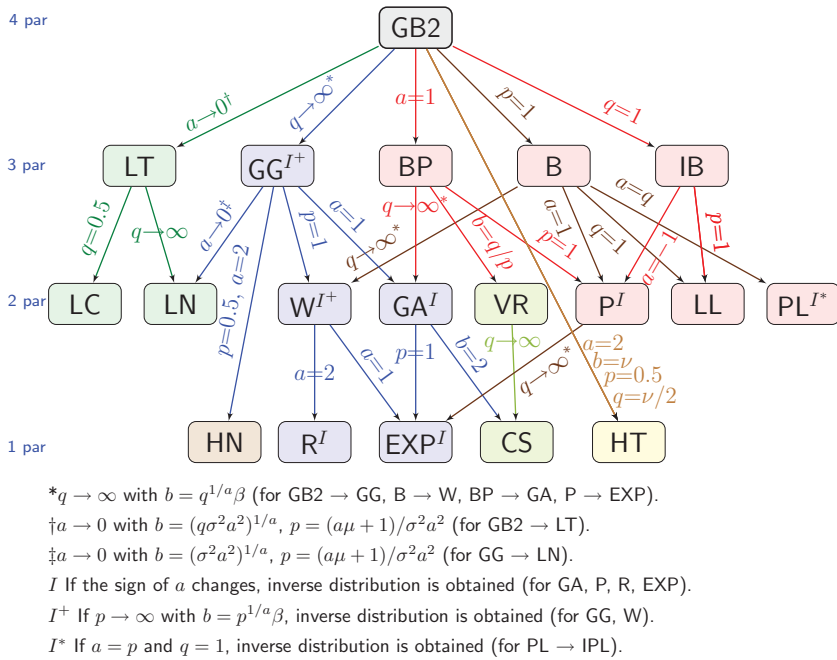 4 par
GB2
a→0†
q→∞*
a=1
p=1
q=1
3 par
LT
GG^{I+}
BP
B
IB
q=0.5
q→∞
a→0‡
p=0.5, a=2
p=1
a=1
q→∞*
q→∞*
b=q/p
p=1
a=1
q=1
a=q
a=−1
p=1
2 par
LC
LN
W^{I+}
GA^I
VR
P^I
LL
PL^{I*}
a=2
a=1
p=1
b=2
q→∞
q→∞*
a=2
b=ν
p=0.5
q=ν/2
1 par
HN
R^I
EXP^I
CS
HT
*q → ∞ with b = q^{1/a}β (for GB2 → GG, B → W, BP → GA, P → EXP).
†a → 0 with b = (qσ²a²)^{1/a}, p = (aμ + 1)/σ²a² (for GB2 → LT).
‡a → 0 with b = (σ²a²)^{1/a}, p = (aμ + 1)/σ²a² (for GG → LN).
I If the sign of a changes, inverse distribution is obtained (for GA, P, R, EXP).
I⁺ If p → ∞ with b = p^{1/a}β, inverse distribution is obtained (for GG, W).
I* If a = p and q = 1, inverse distribution is obtained (for PL → IPL).